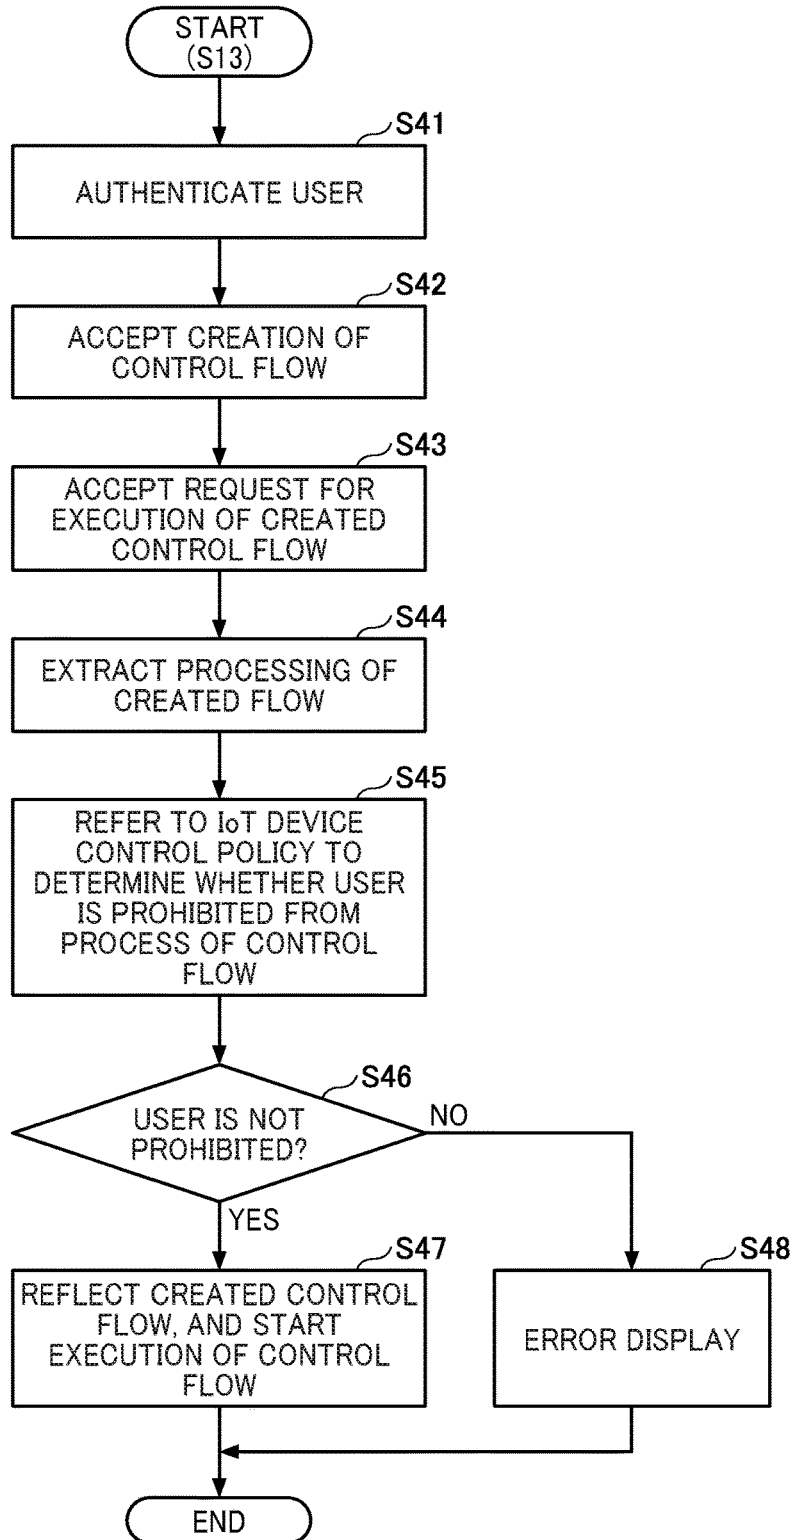 START
(S13)
S41
AUTHENTICATE USER
S42
ACCEPT CREATION OF
CONTROL FLOW
S43
ACCEPT REQUEST FOR
EXECUTION OF CREATED
CONTROL FLOW
S44
EXTRACT PROCESSING OF
CREATED FLOW
S45
REFER TO IoT DEVICE
CONTROL POLICY TO
DETERMINE WHETHER USER
IS PROHIBITED FROM
PROCESS OF CONTROL
FLOW
S46
USER IS NOT
PROHIBITED?
NO
YES
S47
REFLECT CREATED CONTROL
FLOW, AND START
EXECUTION OF CONTROL
FLOW
S48
ERROR DISPLAY
END